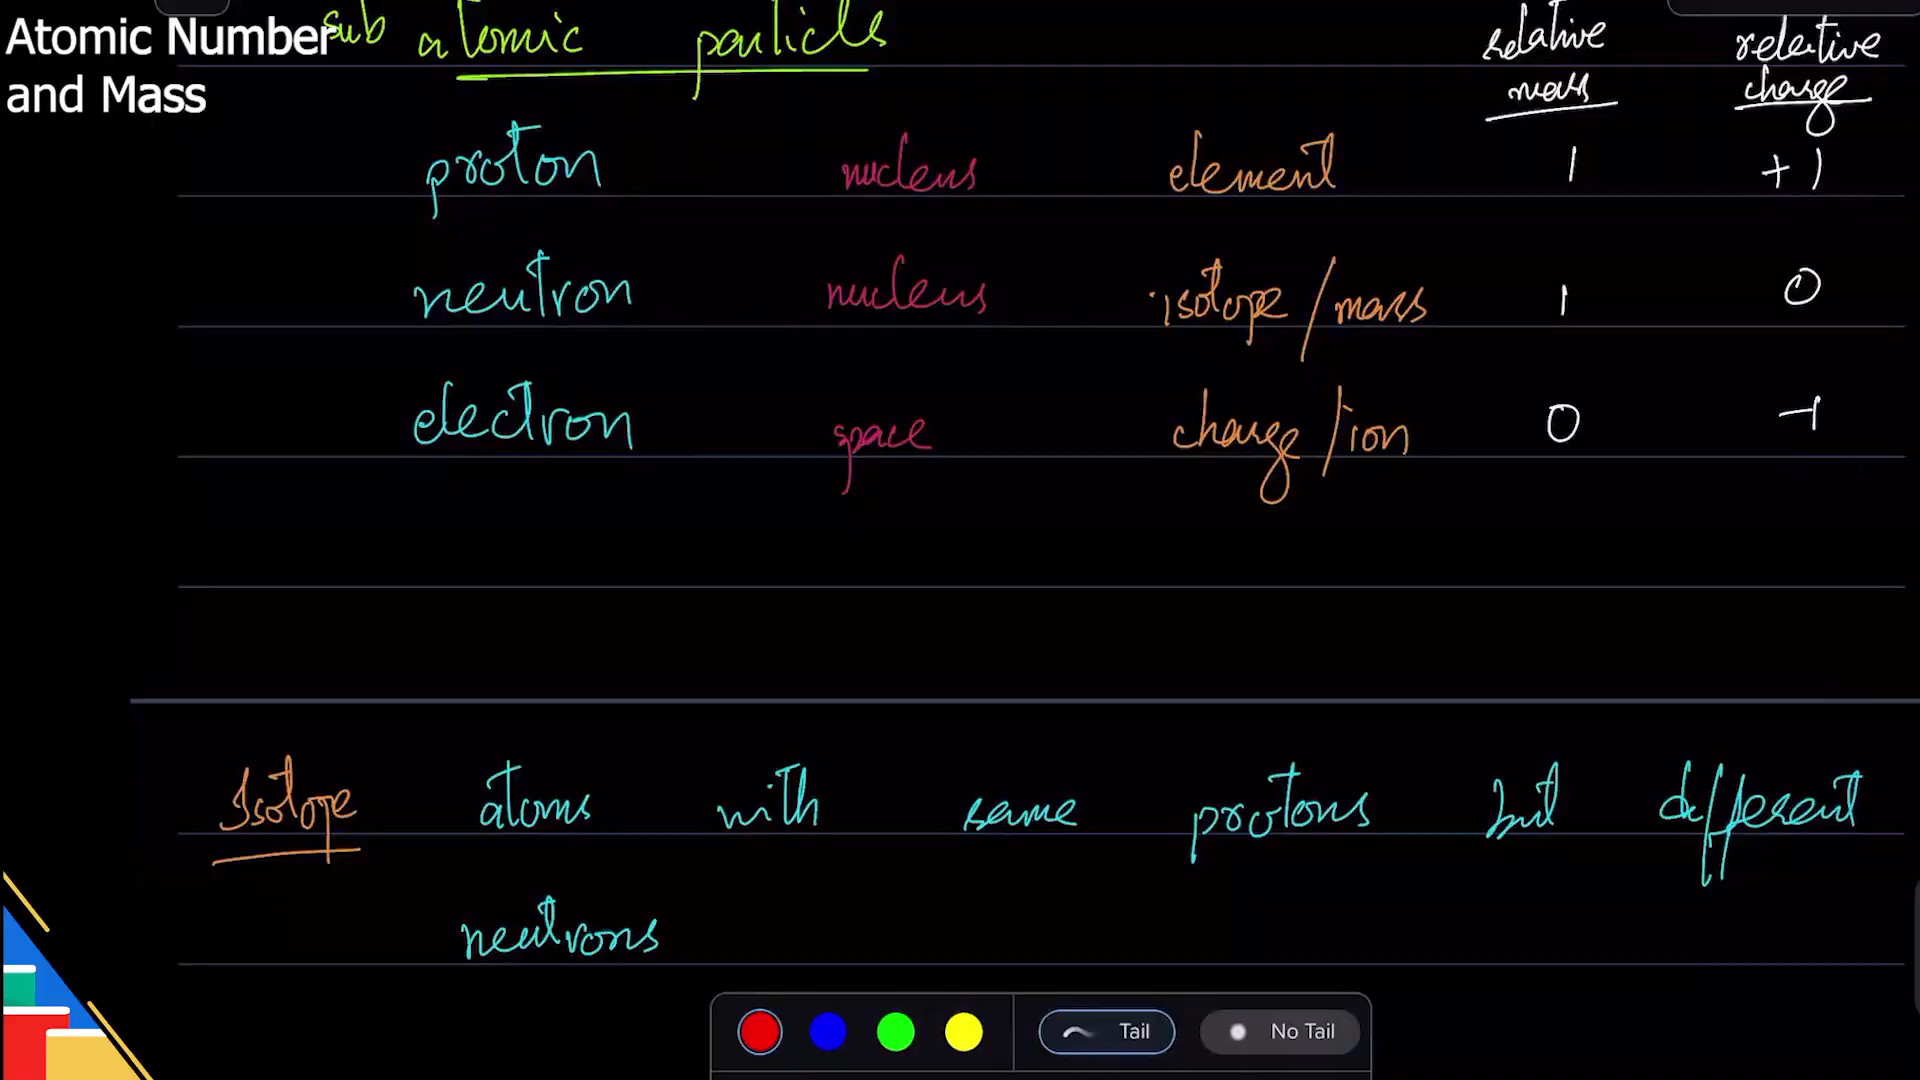 Atomic Number
and Mass
sub atomic particle
relative mass
relative charge
proton nucleus element 1 +1
neutron nucleus isotope/mass 1 0
electron space charge/ion 0 -1
Isotope atoms with same protons but different
neutrons
Tail No Tail